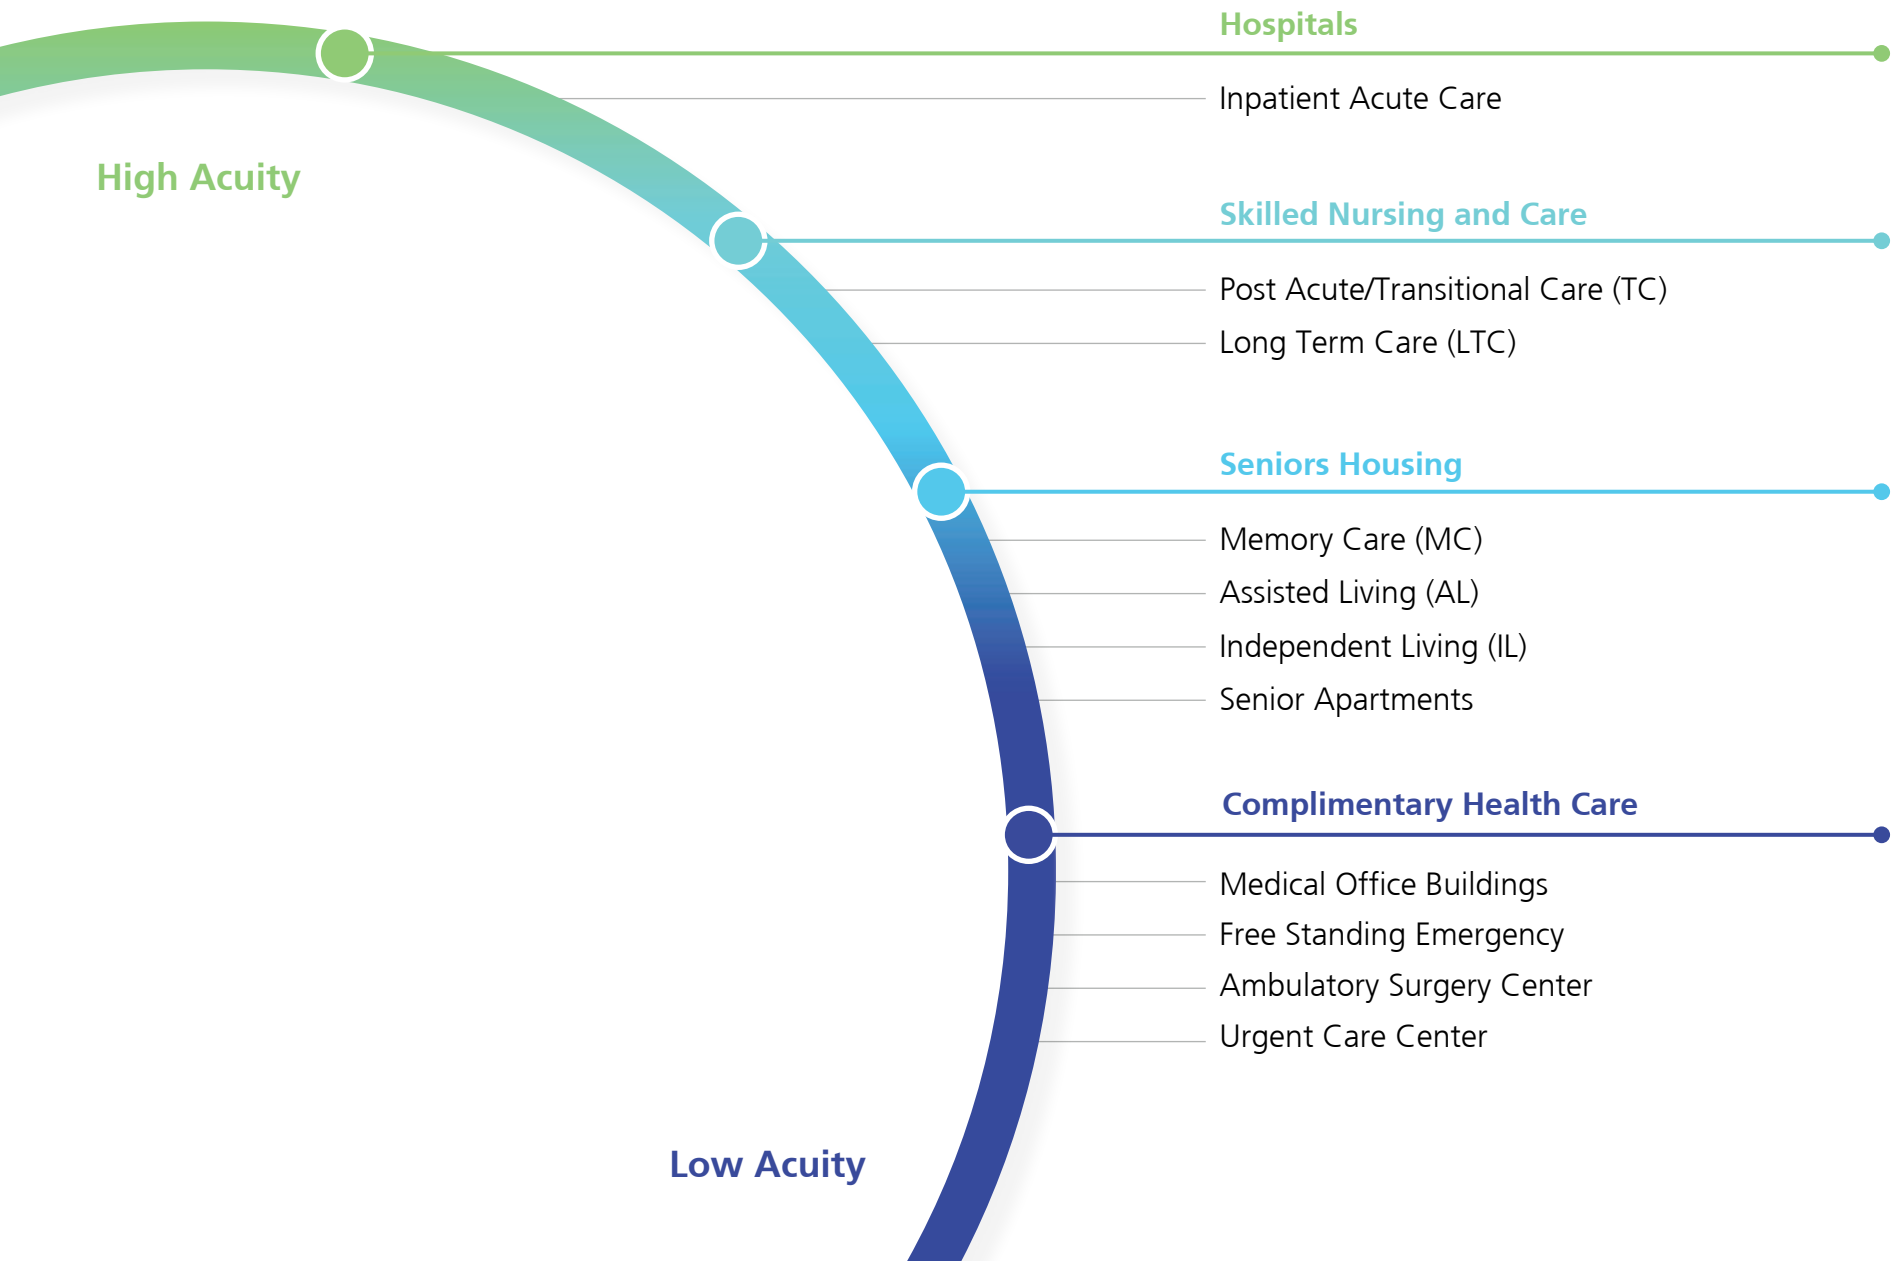 Hospitals
Inpatient Acute Care
High Acuity
Skilled Nursing and Care
Post Acute/Transitional Care (TC)
Long Term Care (LTC)
Seniors Housing
Memory Care (MC)
Assisted Living (AL)
Independent Living (IL)
Senior Apartments
Complimentary Health Care
Medical Office Buildings
Free Standing Emergency
Ambulatory Surgery Center
Urgent Care Center
Low Acuity